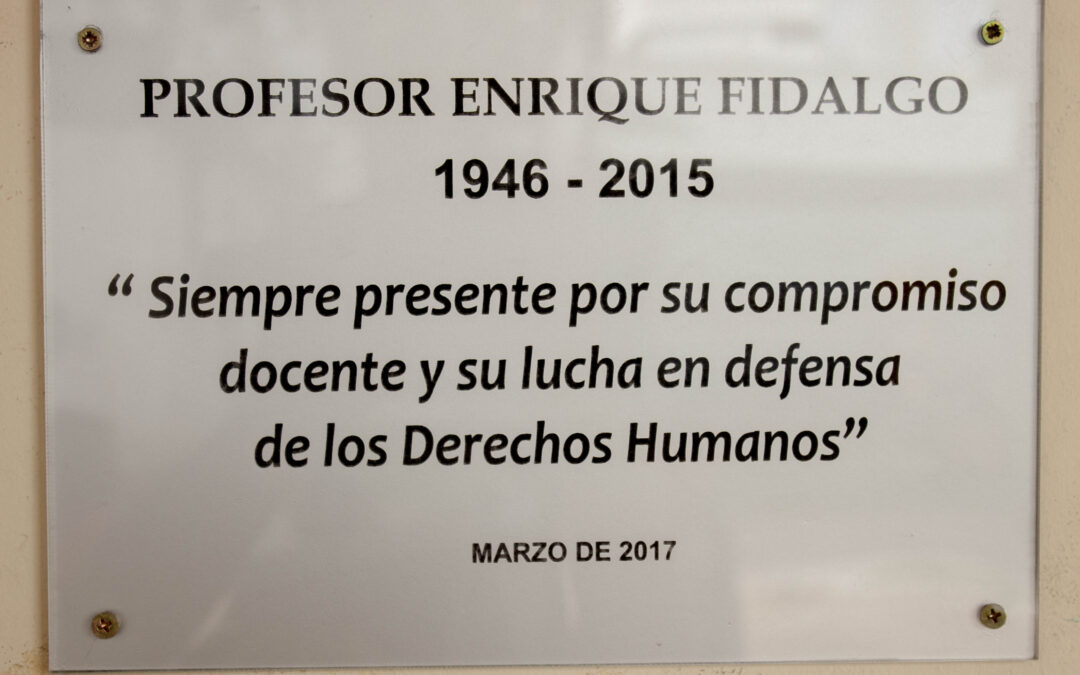 PROFESOR ENRIQUE FIDALGO
1946 - 2015
“ Siempre presente por su compromiso
docente y su lucha en defensa
de los Derechos Humanos”
MARZO DE 2017